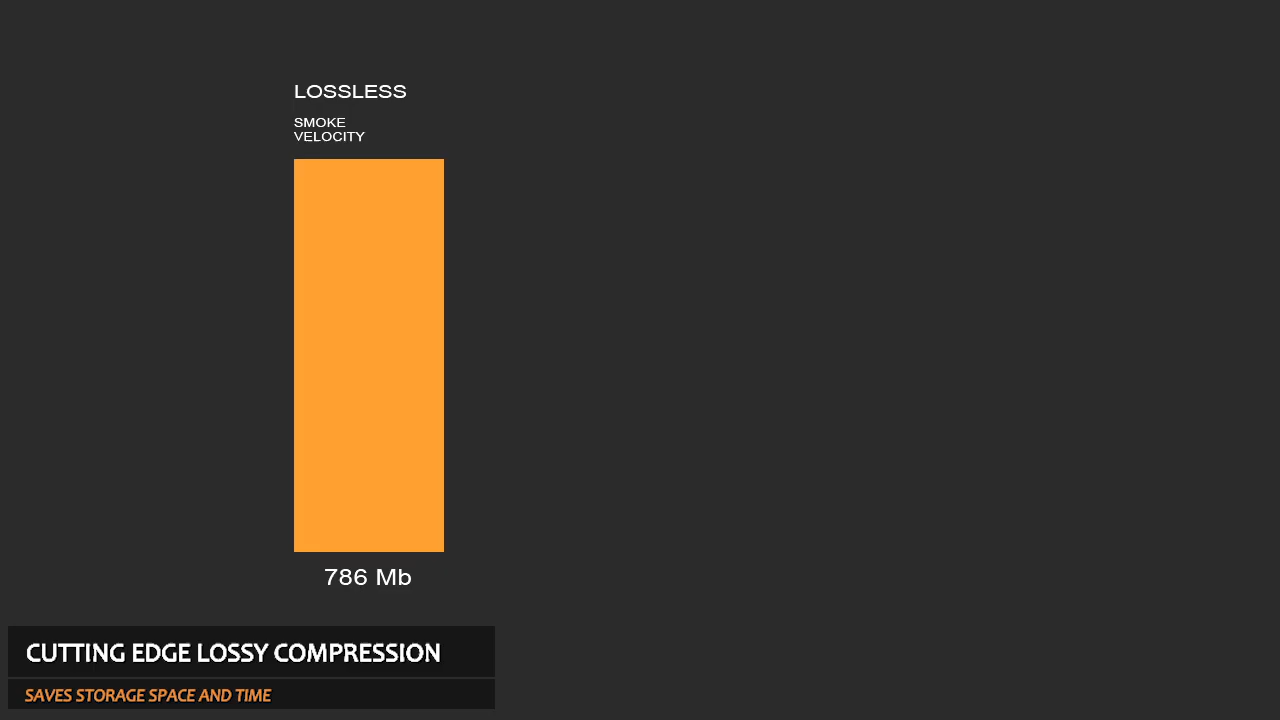 LOSSLESS
SMOKE
VELOCITY
786 Mb
CUTTING EDGE LOSSY COMPRESSION
SAVES STORAGE SPACE AND TIME